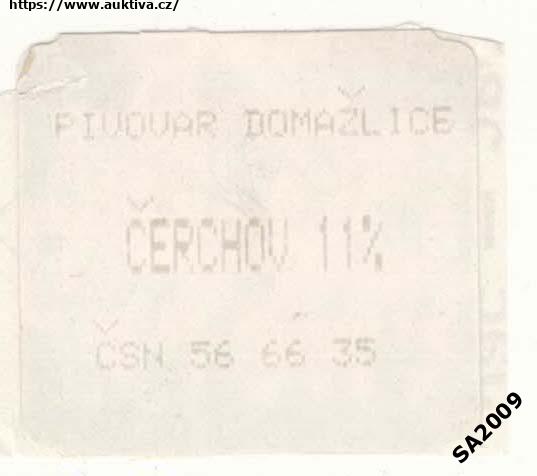 https://www.auktiva.cz/
PIVOVAR DOMAŽLICE
ČERCHOV 11%
ČSN 56 66 35
SA2009